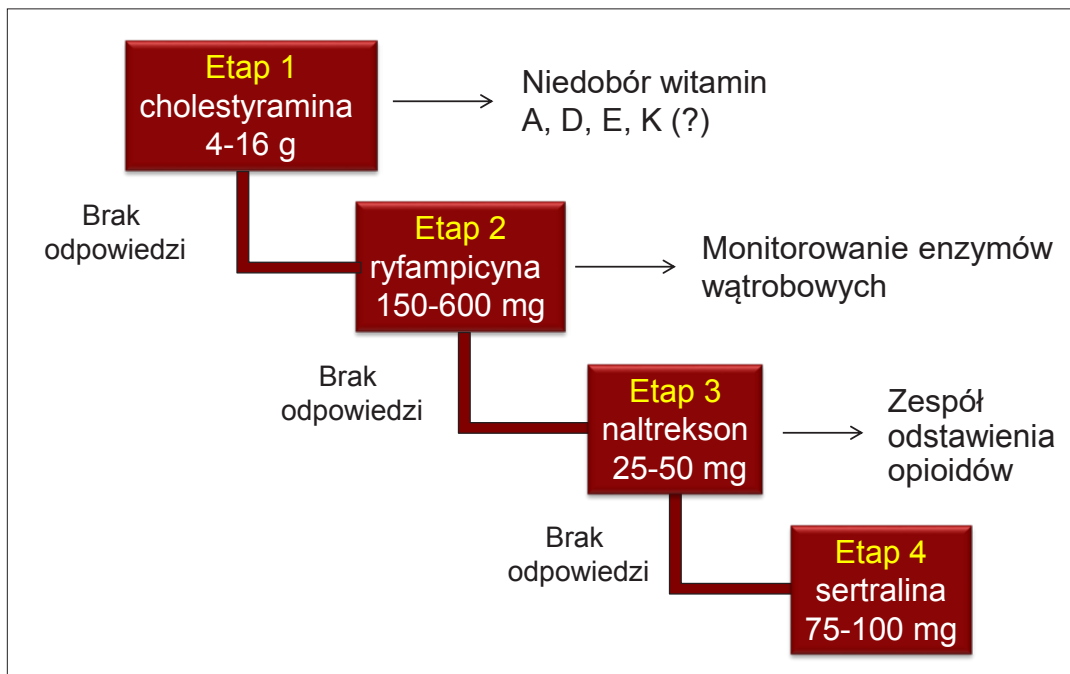 Etap 1
cholestyramina
4-16 g
Niedobór witamin
A, D, E, K (?)
Brak
odpowiedzi
Etap 2
ryfampicyna
150-600 mg
Monitorowanie enzymów
wątrobowych
Brak
odpowiedzi
Etap 3
naltrekson
25-50 mg
Zespół
odstawienia
opioidów
Brak
odpowiedzi
Etap 4
sertralina
75-100 mg